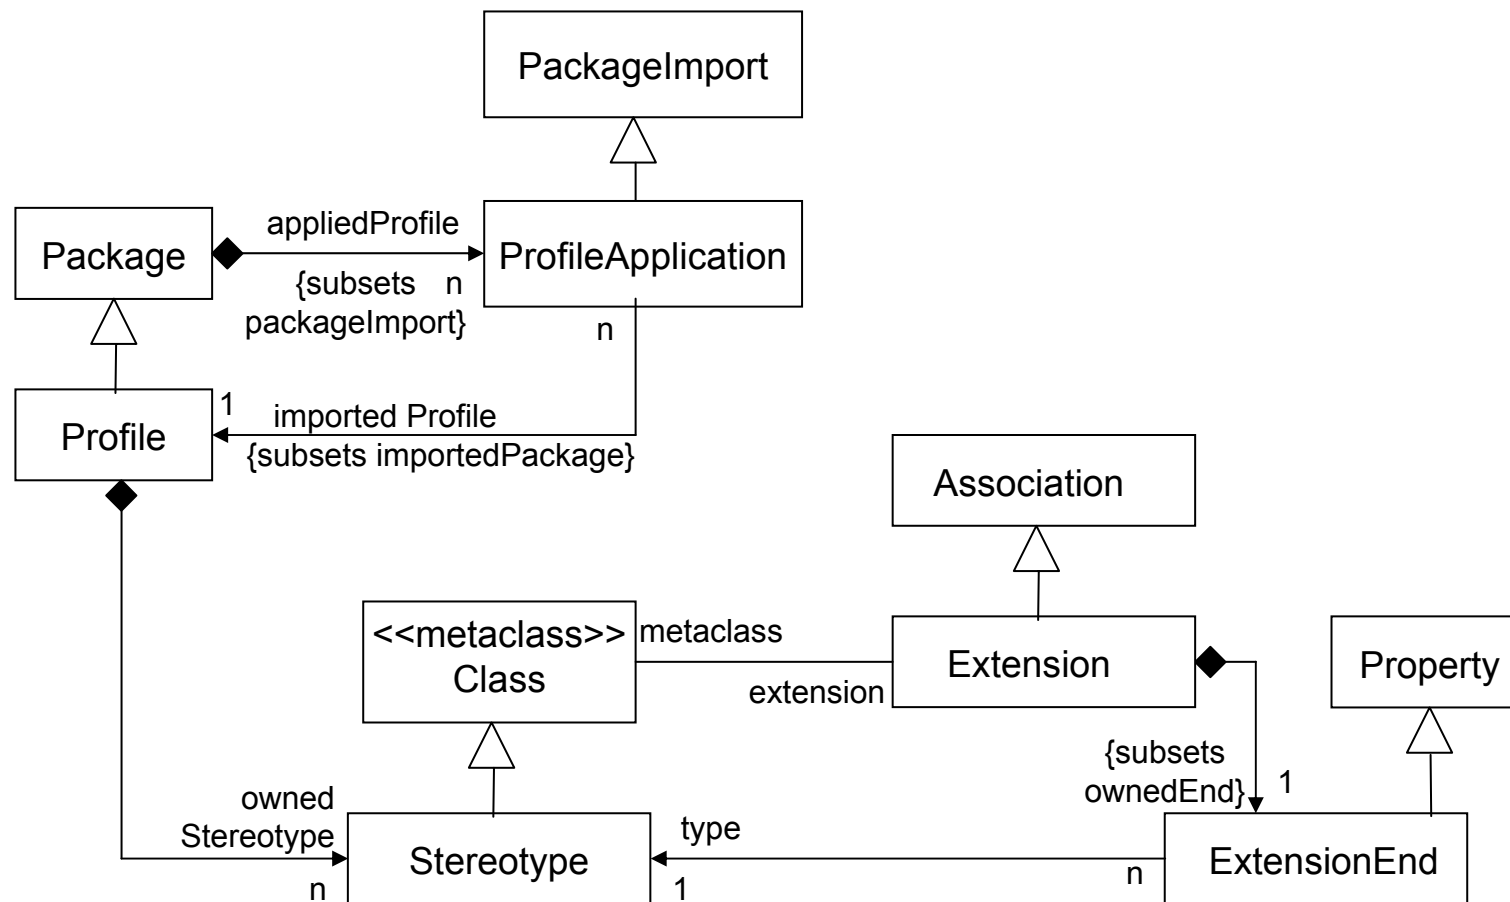 PackageImport
appliedProfile
Package
ProfileApplication
{subsets n
packageImport}
n
1
imported Profile
Profile
{subsets importedPackage}
Association
<<metaclass>>
Class
metaclass
extension
Extension
Property
{subsets
ownedEnd}
1
owned
Stereotype
n
Stereotype
type
1
n
ExtensionEnd